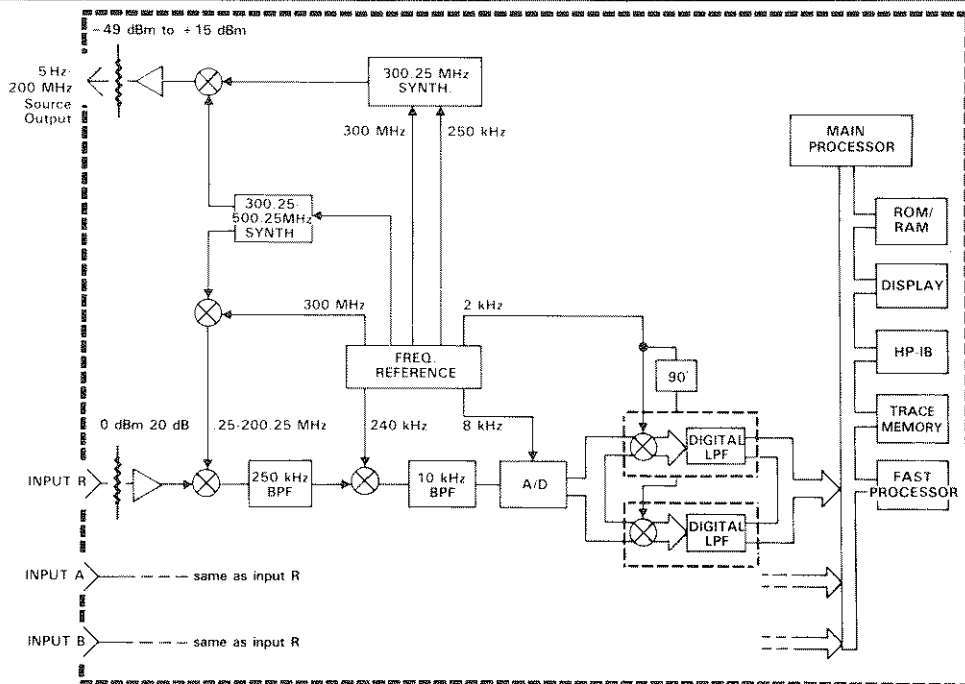 - 49 dBm to + 15 dBm
5 Hz-
200 MHz
Source
Output
300.25 MHz
SYNTH.
300 MHz
250 kHz
MAIN
PROCESSOR
300.25-
500.25MHz
SYNTH
ROM/
RAM
DISPLAY
300 MHz
2 kHz
FREQ.
REFERENCE
90°
HP-IB
0 dBm 20 dB
.25-200.25 MHz
240 kHz
8 kHz
TRACE
MEMORY
INPUT R
250 kHz
BPF
10 kHz
BPF
A/D
DIGITAL
LPF
FAST
PROCESSOR
DIGITAL
LPF
INPUT A
same as input R
INPUT B
same as input R